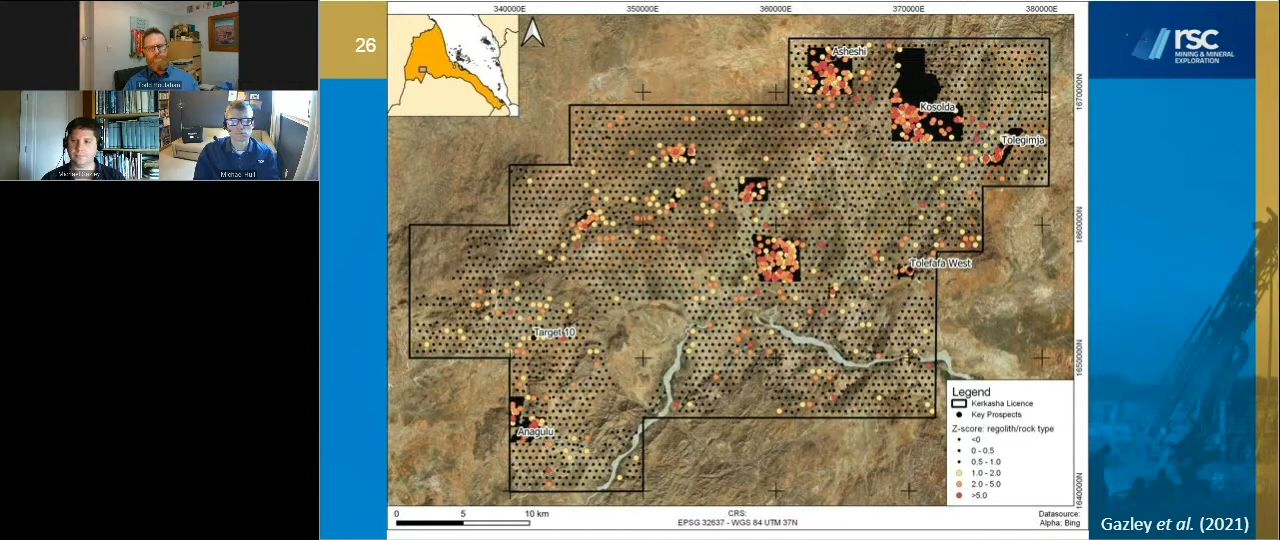 Todd Houlahan
Michael Gazley
Michael Hull
26
340000E
350000E
360000E
370000E
380000E
1670000N
1660000N
1650000N
1640000N
Asheshi
Kosolda
Tolegimja
Tolefafa West
Target 10
Anagulu
Legend
Kerkasha Licence
Key Prospects
Z-score: regolith/rock type
<0
0 - 0.5
0.5 - 1.0
1.0 - 2.0
2.0 - 5.0
>5.0
0 5 10 km
CRS:
EPSG 32637 - WGS 84 UTM 37N
Datasource:
Alpha; Bing
rsc
MINING & MINERAL
EXPLORATION
Gazley et al. (2021)